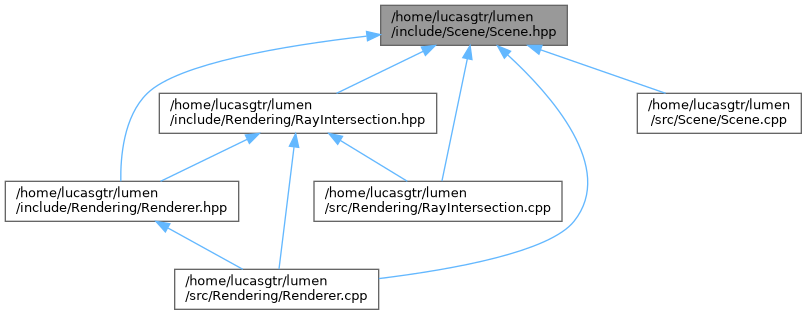 /home/lucasgtr/lumen
/include/Scene/Scene.hpp
/home/lucasgtr/lumen
/include/Rendering/RayIntersection.hpp
/home/lucasgtr/lumen
/src/Scene/Scene.cpp
/home/lucasgtr/lumen
/include/Rendering/Renderer.hpp
/home/lucasgtr/lumen
/src/Rendering/RayIntersection.cpp
/home/lucasgtr/lumen
/src/Rendering/Renderer.cpp